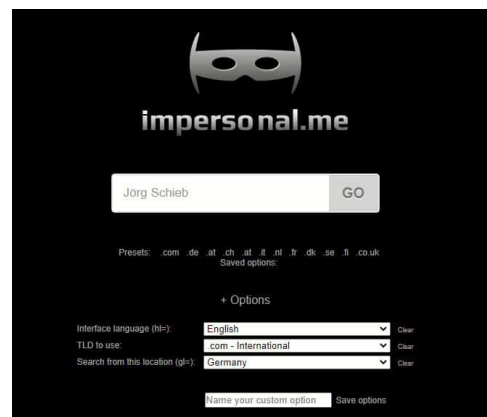 impersonal.me
Jörg Schieb GO
Presets: .com .de .at .ch .at .it .nl .fr .dk .se .fi .co.uk
Saved options:
+ Options
Interface language (hl=): English Clear
TLD to use: .com - International Clear
Search from this location (gl=): Germany Clear
Name your custom option Save options